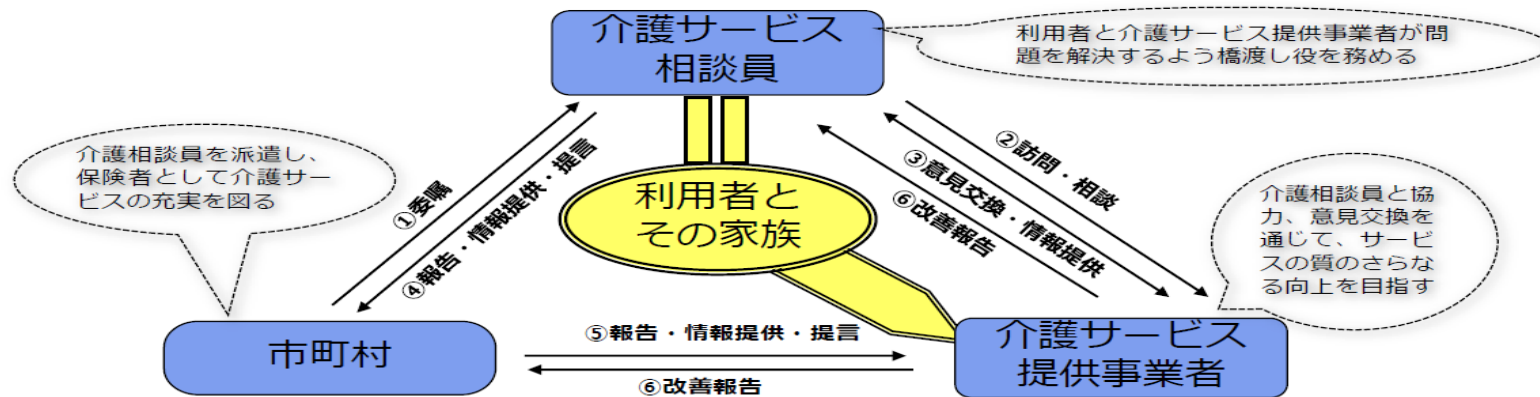 介護サービス
相談員
利用者と介護サービス提供事業者が問
題を解決するよう橋渡し役を務める
介護相談員を派遣し、
保険者として介護サー
ビスの充実を図る
①委嘱
④報告・情報提供・提言
利用者と
その家族
②訪問・相談
③意見交換・情報提供
⑥改善報告
介護相談員と協
力、意見交換を
通じて、サービ
スの質のさらな
る向上を目指す
市町村
⑤報告・情報提供・提言
⑥改善報告
介護サービス
提供事業者